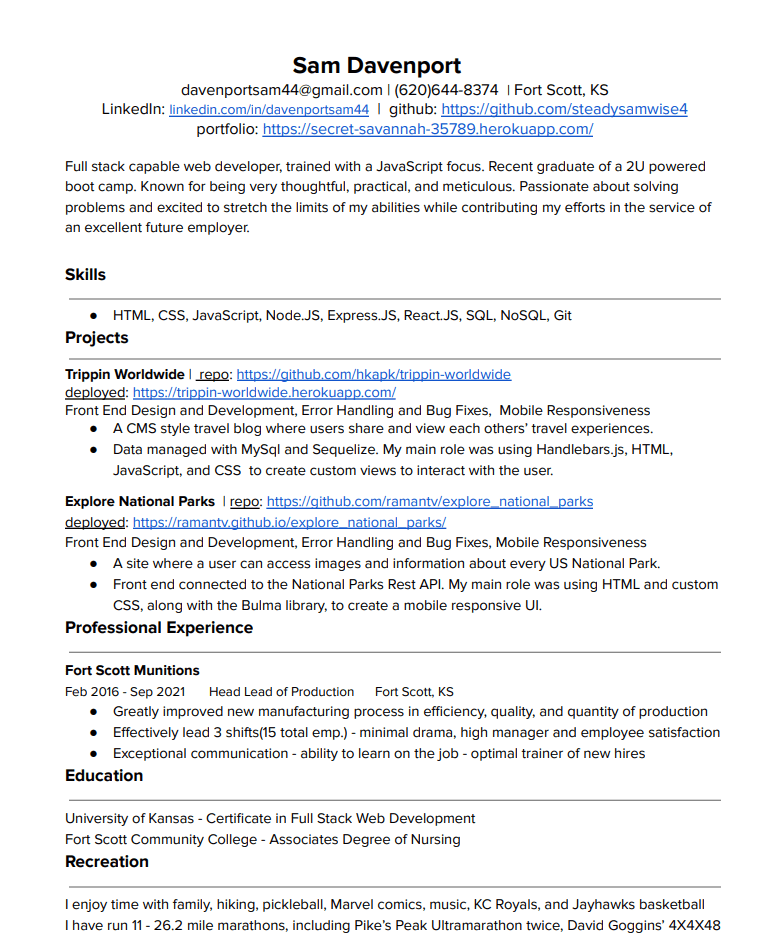 Sam Davenport
davenportsam44@gmail.com | (620)644-8374 | Fort Scott, KS
LinkedIn: linkedin.com/in/davenportsam44 | github: https://github.com/steadysamwise4
portfolio: https://secret-savannah-35789.herokuapp.com/
Full stack capable web developer, trained with a JavaScript focus. Recent graduate of a 2U powered
boot camp. Known for being very thoughtful, practical, and meticulous. Passionate about solving
problems and excited to stretch the limits of my abilities while contributing my efforts in the service of
an excellent future employer.
Skills
● HTML, CSS, JavaScript, Node.JS, Express.JS, React.JS, SQL, NoSQL, Git
Projects
Trippin Worldwide | repo: https://github.com/hkapk/trippin-worldwide
deployed: https://trippin-worldwide.herokuapp.com/
Front End Design and Development, Error Handling and Bug Fixes, Mobile Responsiveness
● A CMS style travel blog where users share and view each others' travel experiences.
● Data managed with MySql and Sequelize. My main role was using Handlebars.js, HTML,
JavaScript, and CSS to create custom views to interact with the user.
Explore National Parks | repo: https://github.com/ramantv/explore_national_parks
deployed: https://ramantv.github.io/explore_national_parks/
Front End Design and Development, Error Handling and Bug Fixes, Mobile Responsiveness
● A site where a user can access images and information about every US National Park.
● Front end connected to the National Parks Rest API. My main role was using HTML and custom
CSS, along with the Bulma library, to create a mobile responsive UI.
Professional Experience
Fort Scott Munitions
Feb 2016 - Sep 2021 Head Lead of Production Fort Scott, KS
● Greatly improved new manufacturing process in efficiency, quality, and quantity of production
● Effectively lead 3 shifts(15 total emp.) - minimal drama, high manager and employee satisfaction
● Exceptional communication - ability to learn on the job - optimal trainer of new hires
Education
University of Kansas - Certificate in Full Stack Web Development
Fort Scott Community College - Associates Degree of Nursing
Recreation
I enjoy time with family, hiking, pickleball, Marvel comics, music, KC Royals, and Jayhawks basketball
I have run 11 - 26.2 mile marathons, including Pike's Peak Ultramarathon twice, David Goggins' 4X4X48